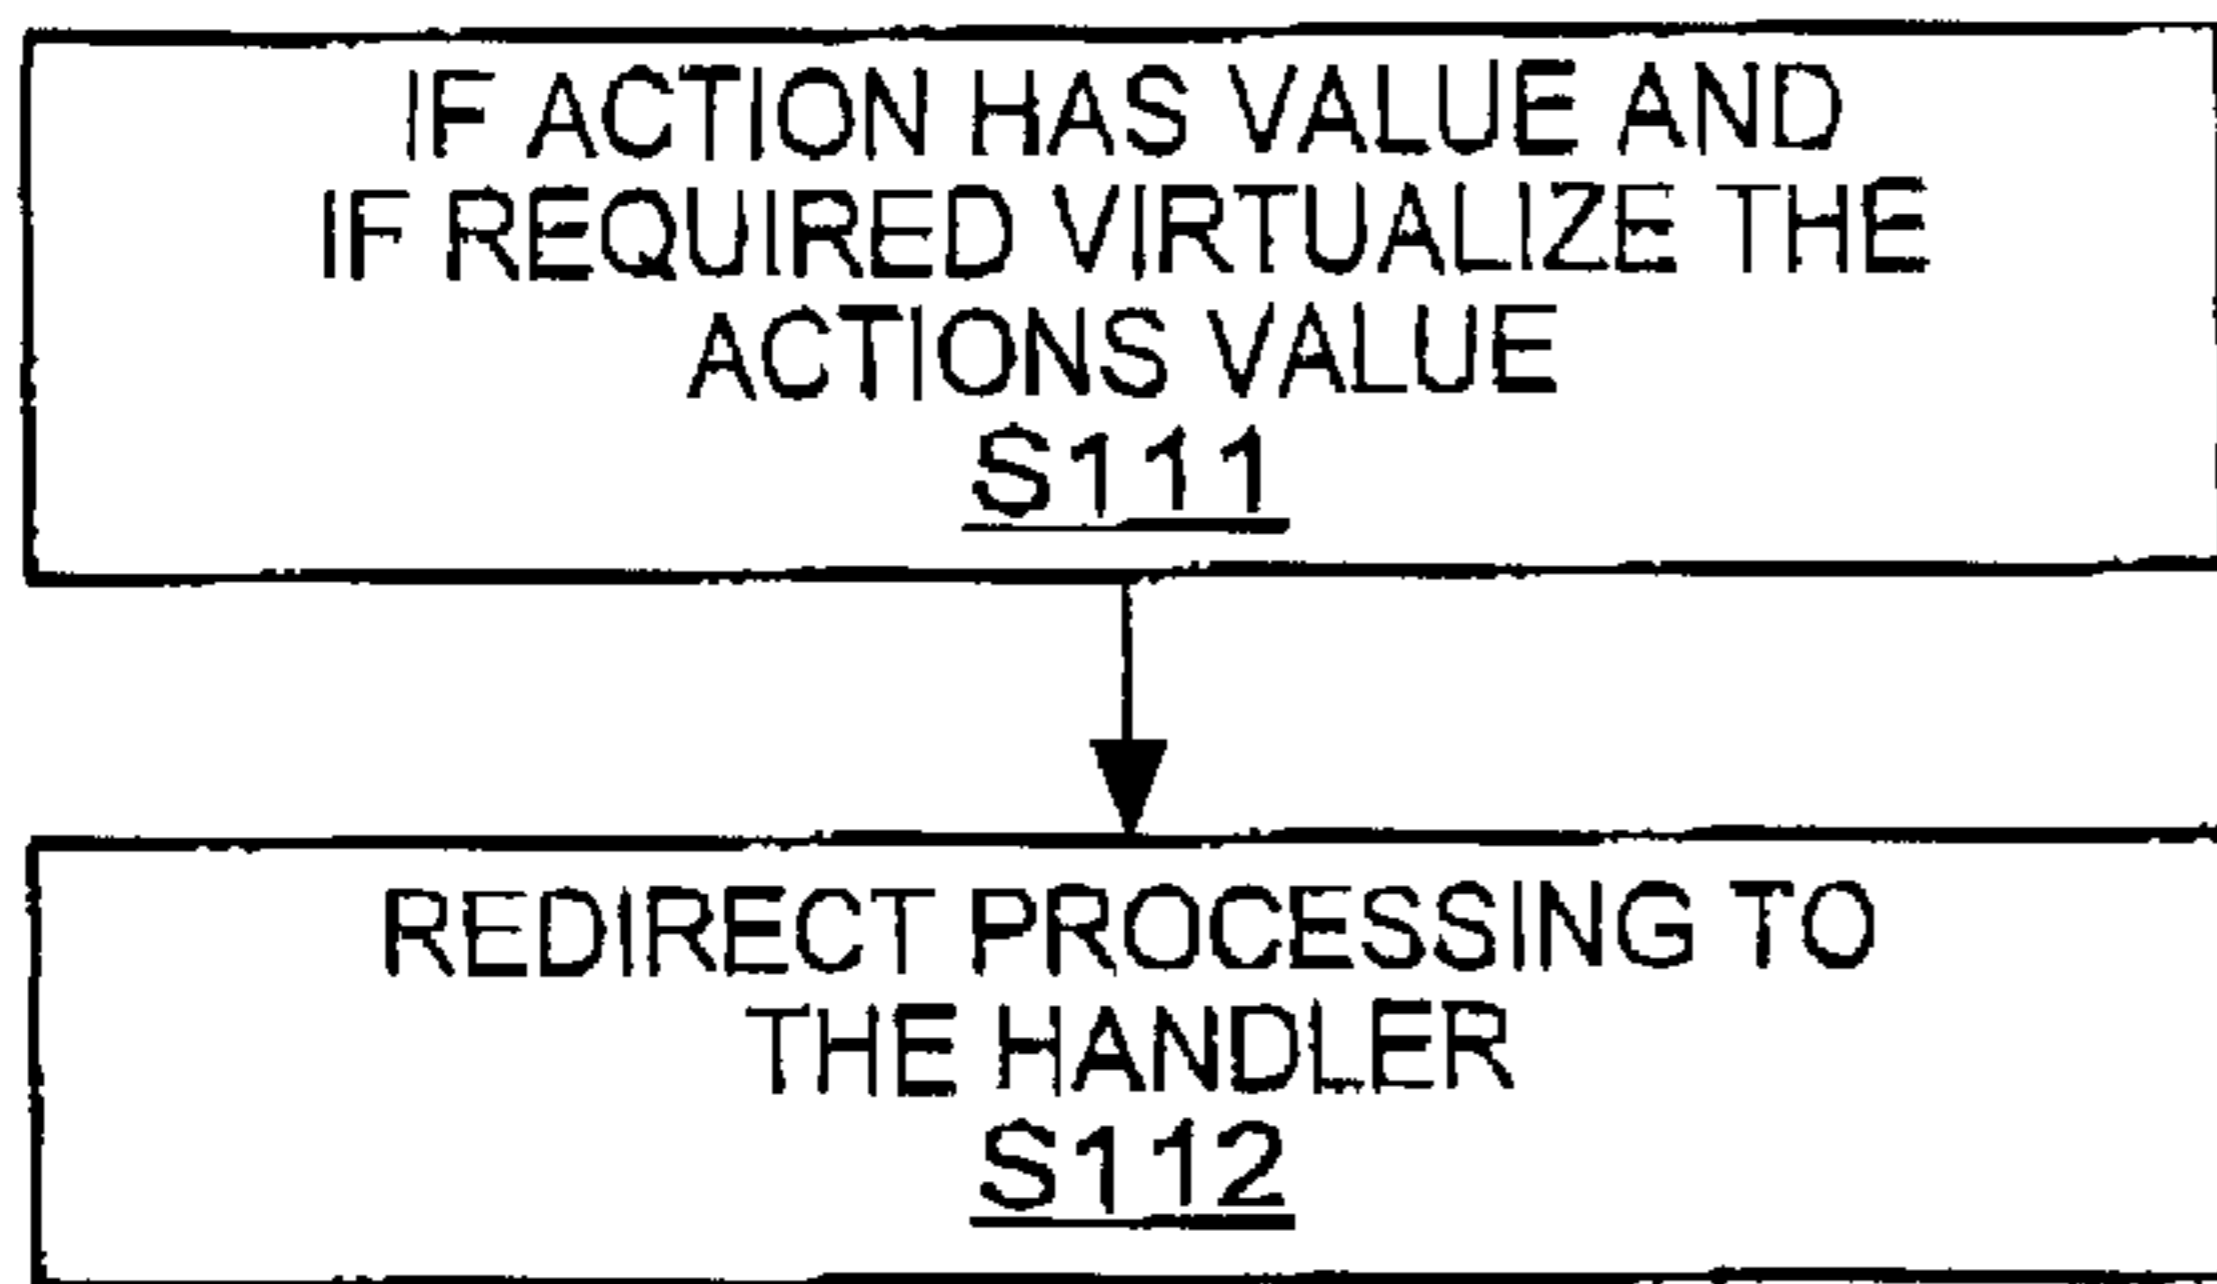 IF ACTION HAS VALUE AND
IF REQUIRED VIRTUALIZE THE
ACTIONS VALUE
S111
REDIRECT PROCESSING TO
THE HANDLER
S112